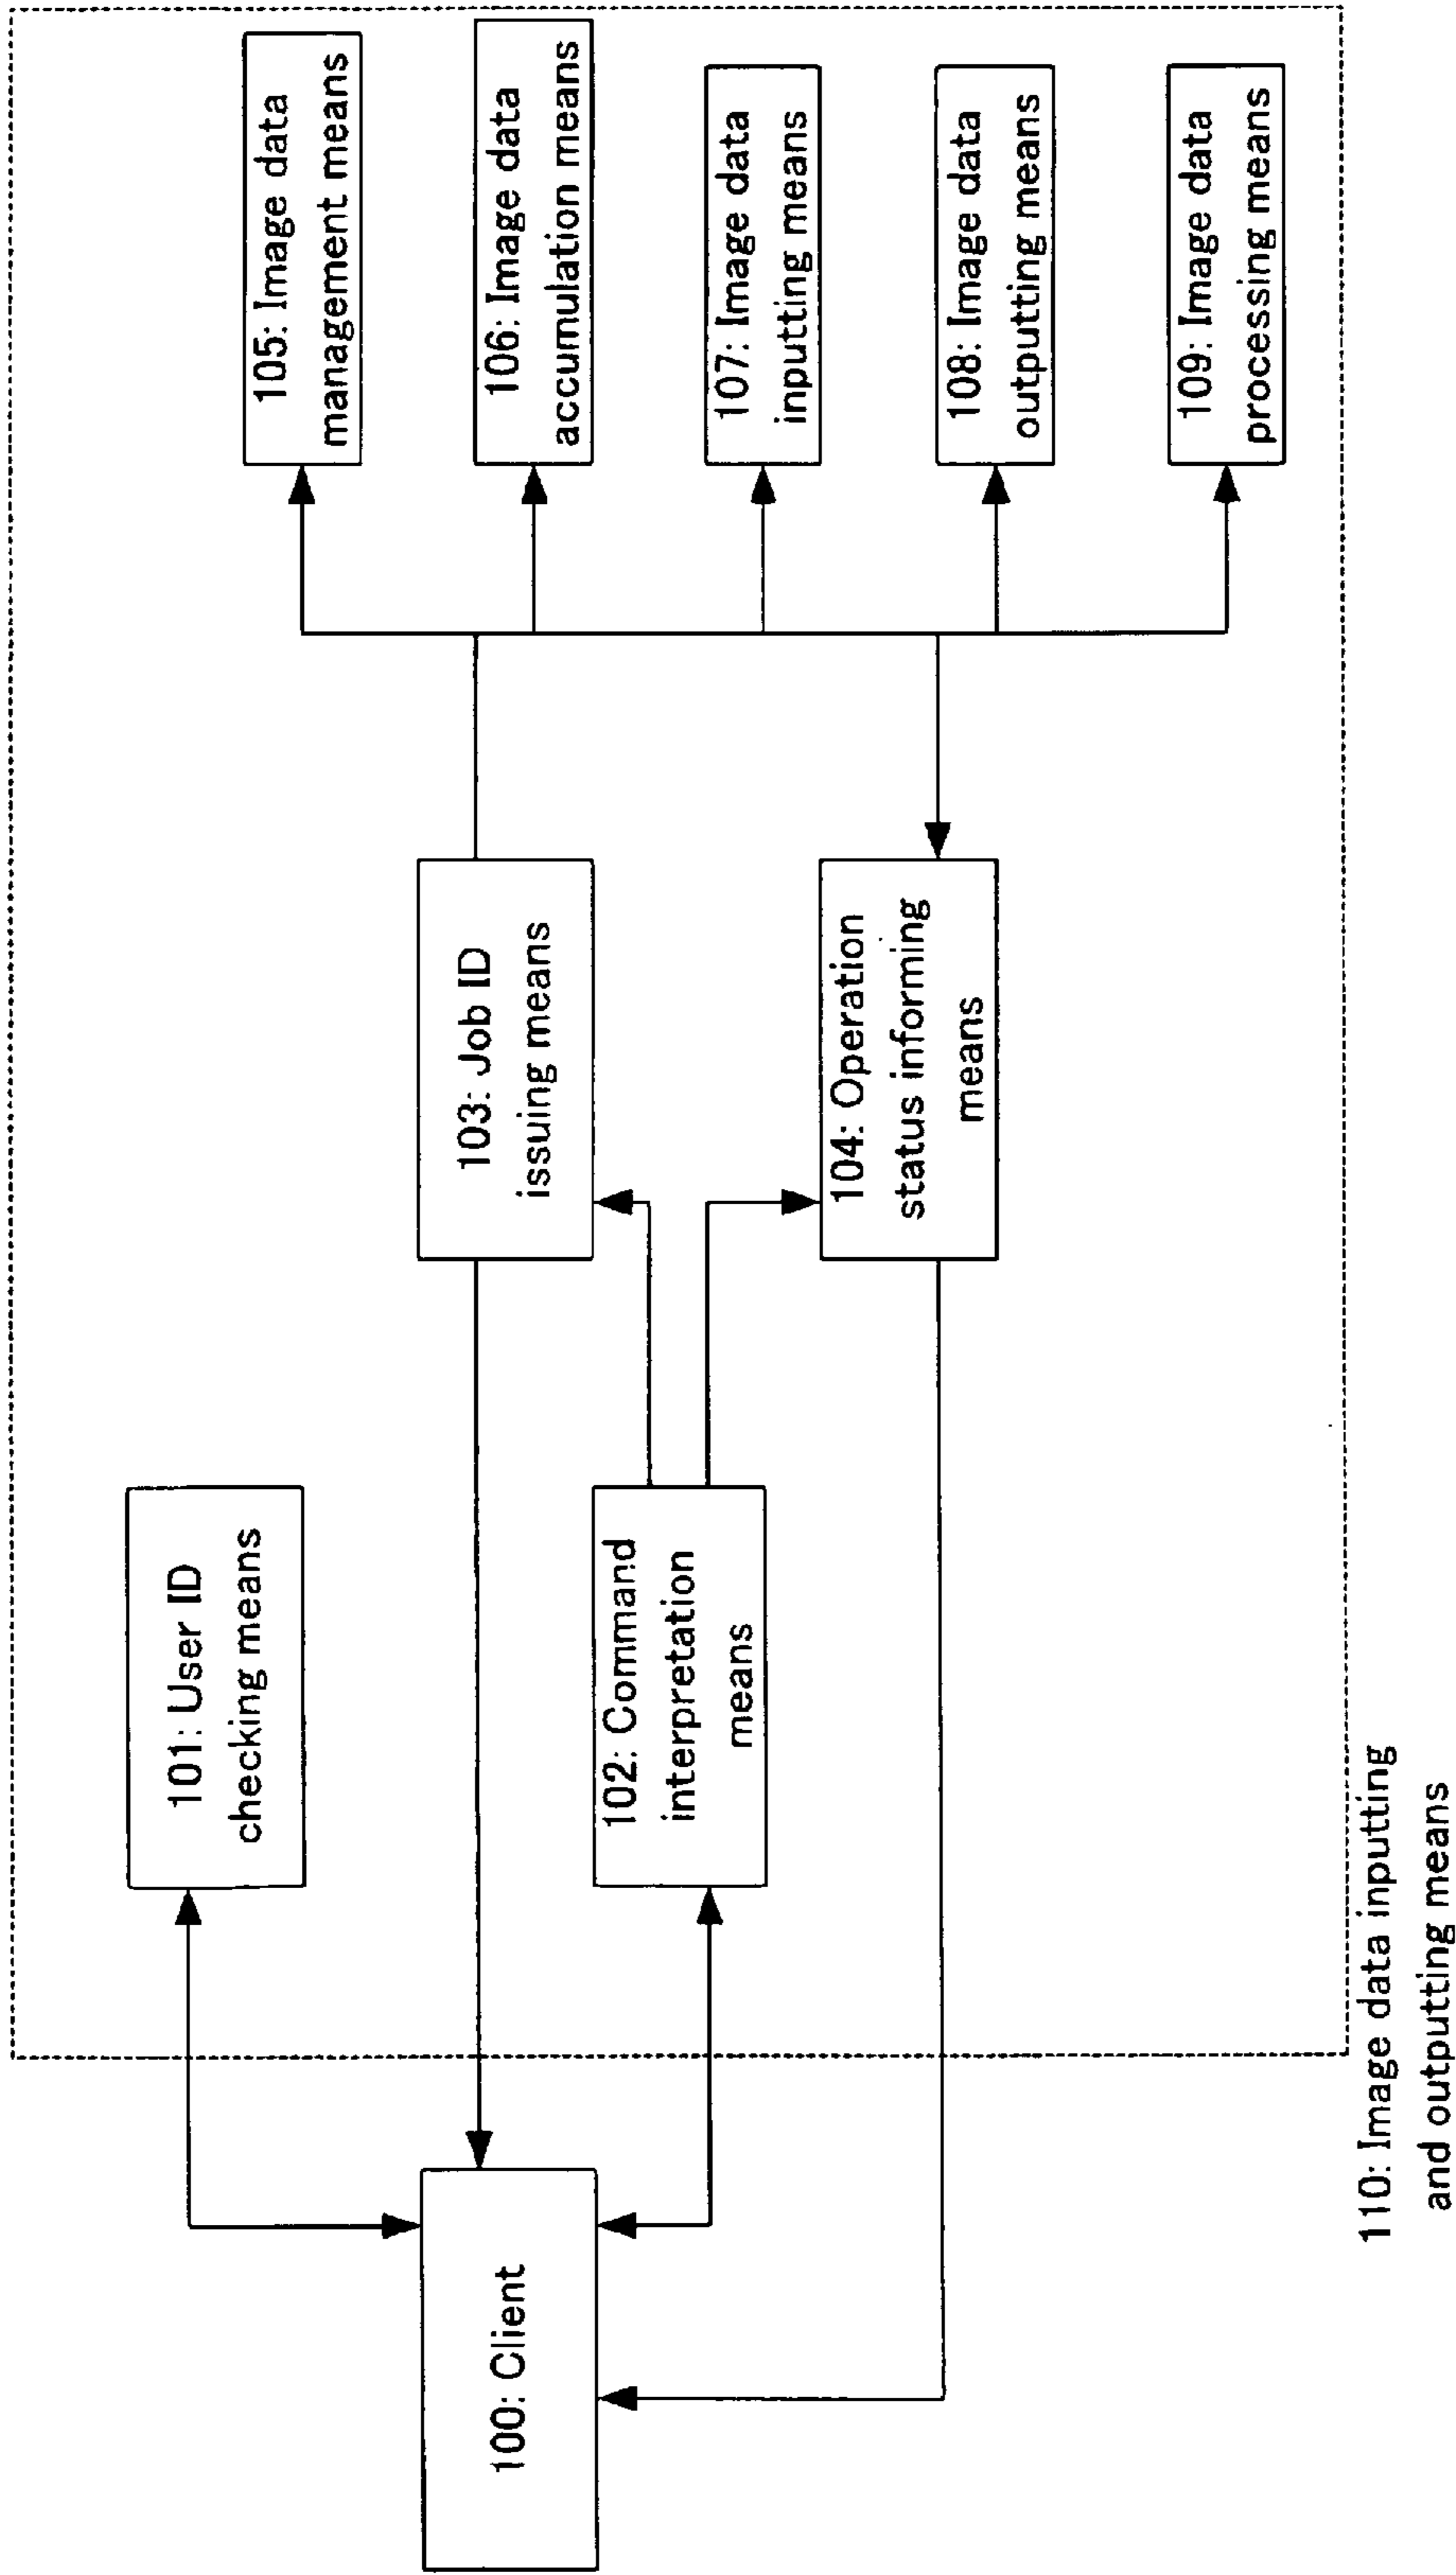 100: Client
101: User ID
checking means
102: Command
interpretation
means
103: Job ID
issuing means
104: Operation
status informing
means
105: Image data
management means
106: Image data
accumulation means
107: Image data
inputting means
108: Image data
outputting means
109: Image data
processing means
110: Image data inputting
and outputting means